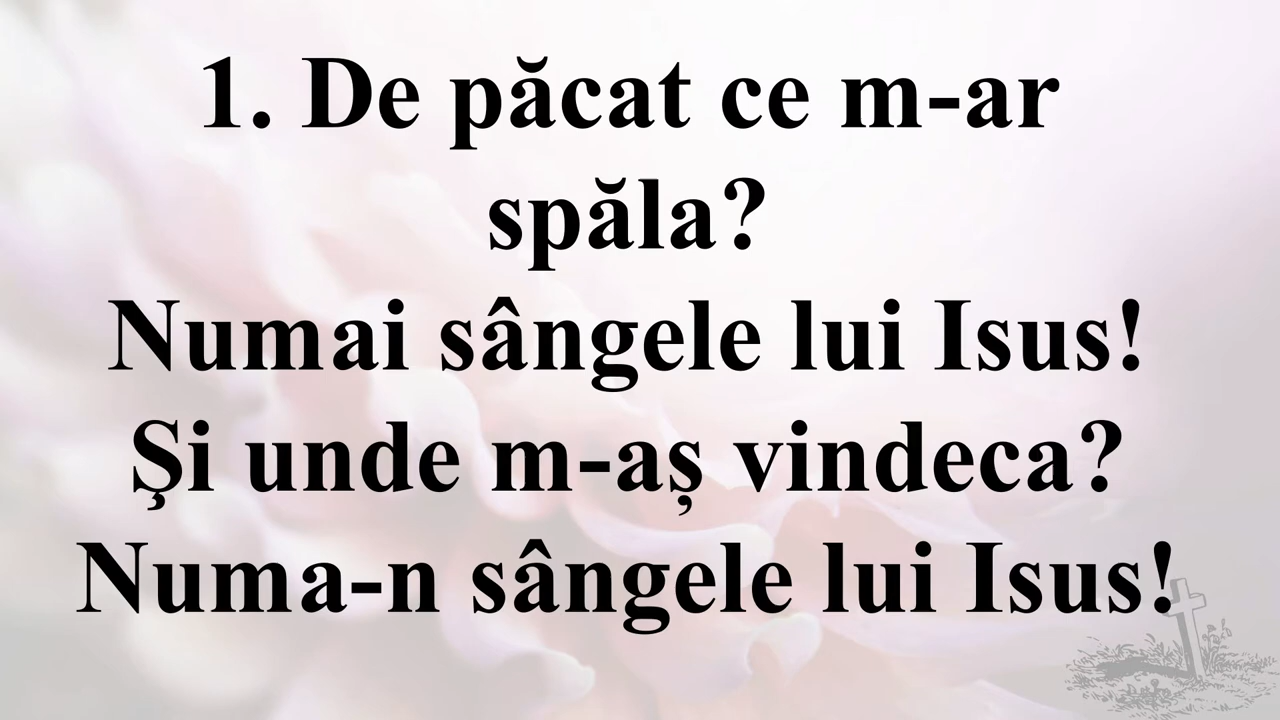 1. De păcat ce m-ar
spăla?
Numai sângele lui Isus!
Şi unde m-aș vindeca?
Numa-n sângele lui Isus!